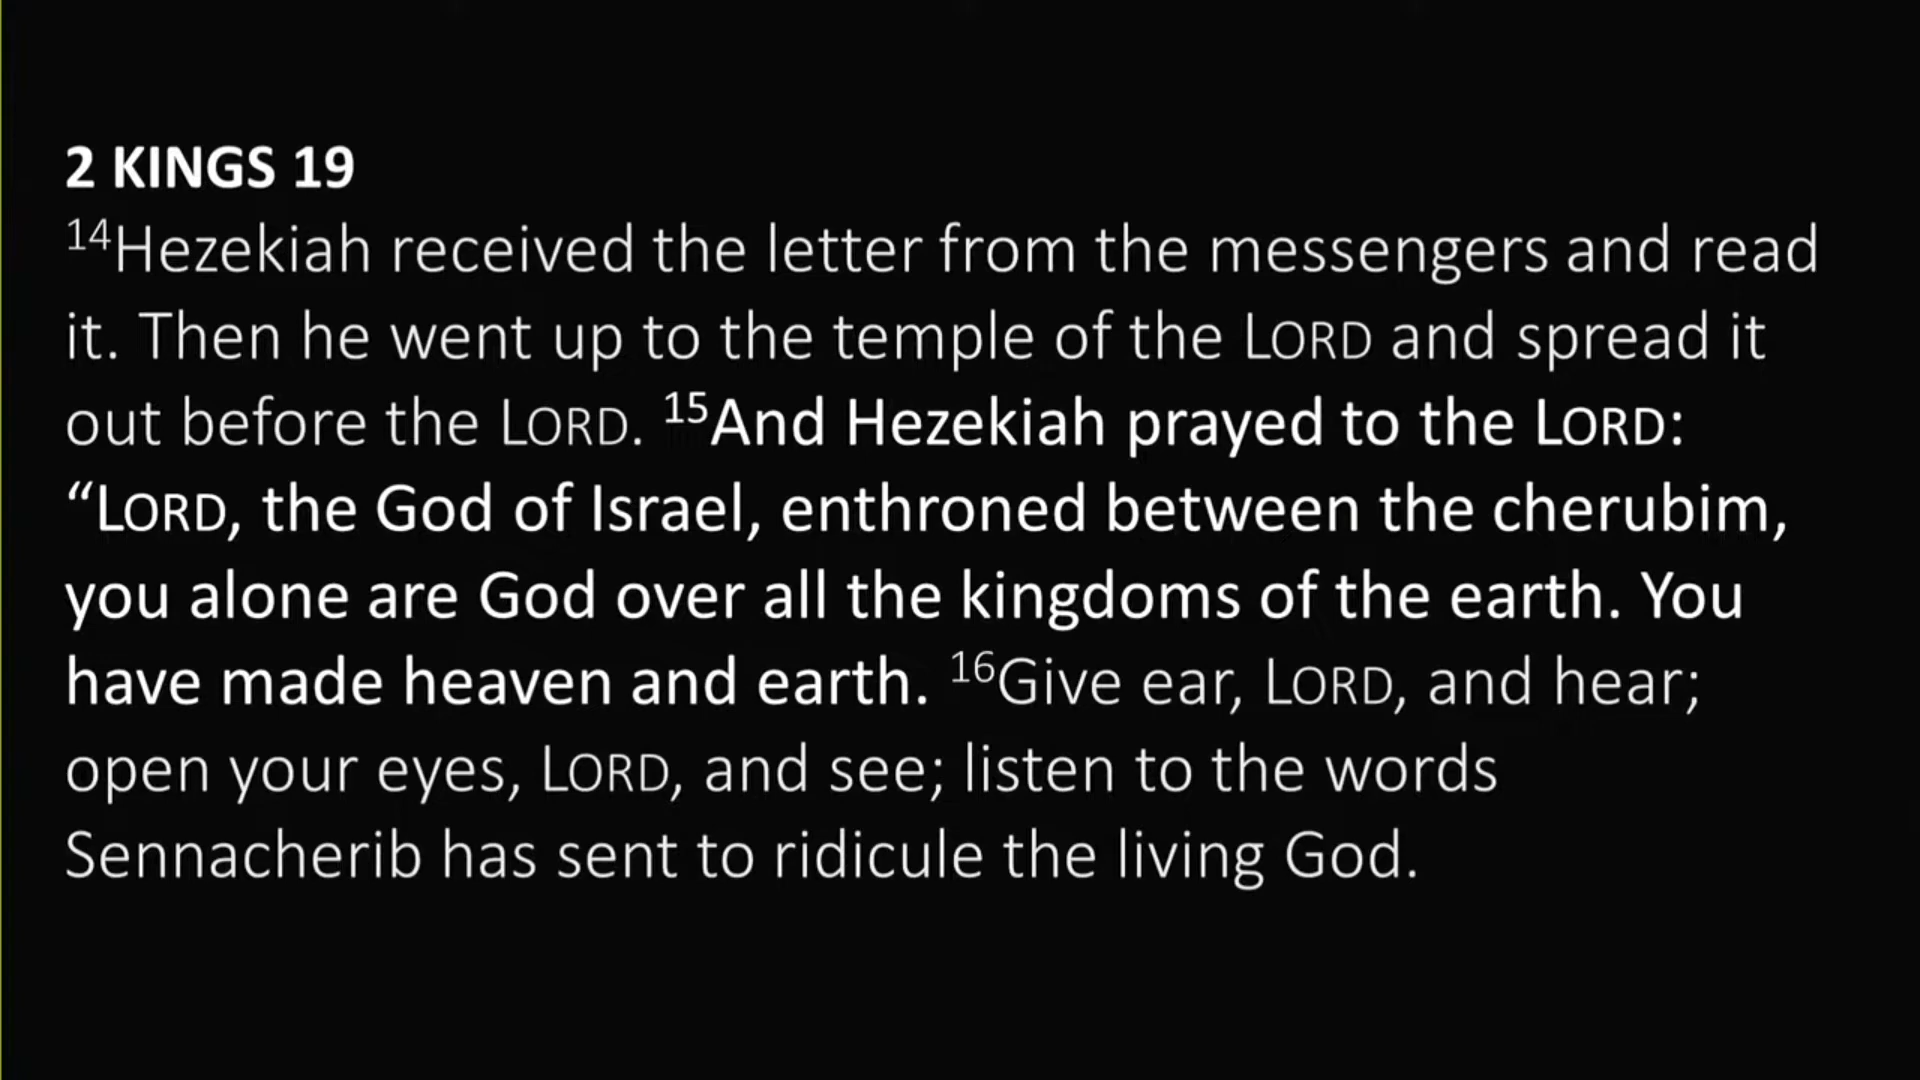 2 KINGS 19
¹⁴Hezekiah received the letter from the messengers and read
it. Then he went up to the temple of the LORD and spread it
out before the LORD. ¹⁵And Hezekiah prayed to the LORD:
“LORD, the God of Israel, enthroned between the cherubim,
you alone are God over all the kingdoms of the earth. You
have made heaven and earth. ¹⁶Give ear, LORD, and hear;
open your eyes, LORD, and see; listen to the words
Sennacherib has sent to ridicule the living God.